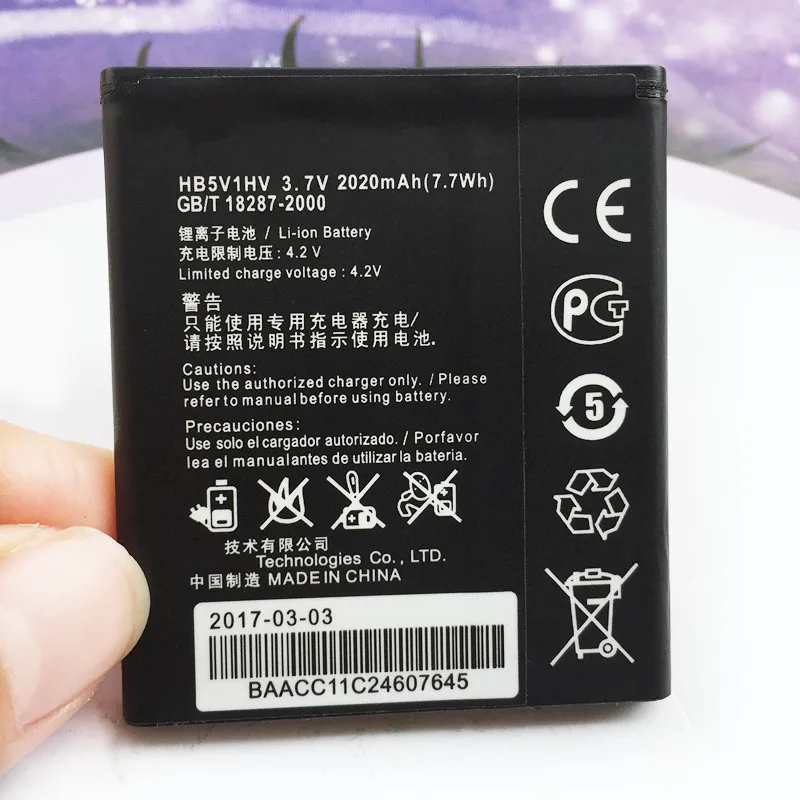 HB5V1HV 3.7V 2020mAh(7.7Wh)
GB/T 18287-2000
锂离子电池 / Li-ion Battery
充电限制电压: 4.2 V
Limited charge voltage : 4.2V
警告
只能使用专用充电器充电/
请按照说明书指示使用电池.
Cautions:
Use the authorized charger only. / Please
refer to manual before using battery.
Precauciones:
Use solo el cargador autorizado. / Porfavor
lea el manualantes de utilizar la bateria.
技术有限公司
Technologies Co., LTD.
中国制造 MADE IN CHINA
2017-03-03
BAACC11C24607645
CE
PCT
5